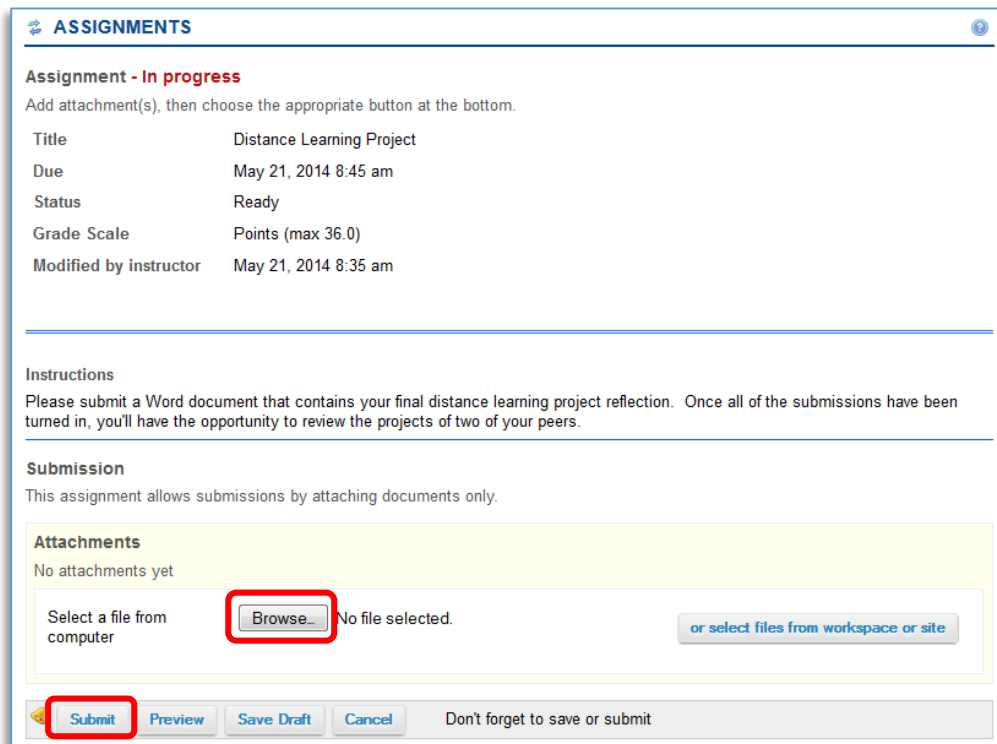 ASSIGNMENTS
Assignment - In progress
Add attachment(s), then choose the appropriate button at the bottom.
Title Distance Learning Project
Due May 21, 2014 8:45 am
Status Ready
Grade Scale Points (max 36.0)
Modified by instructor May 21, 2014 8:35 am
Instructions
Please submit a Word document that contains your final distance learning project reflection.  Once all of the submissions have been
turned in, you'll have the opportunity to review the projects of two of your peers.
Submission
This assignment allows submissions by attaching documents only.
Attachments
No attachments yet
Select a file from
computer
Browse… No file selected.
or select files from workspace or site
Submit Preview Save Draft Cancel Don't forget to save or submit